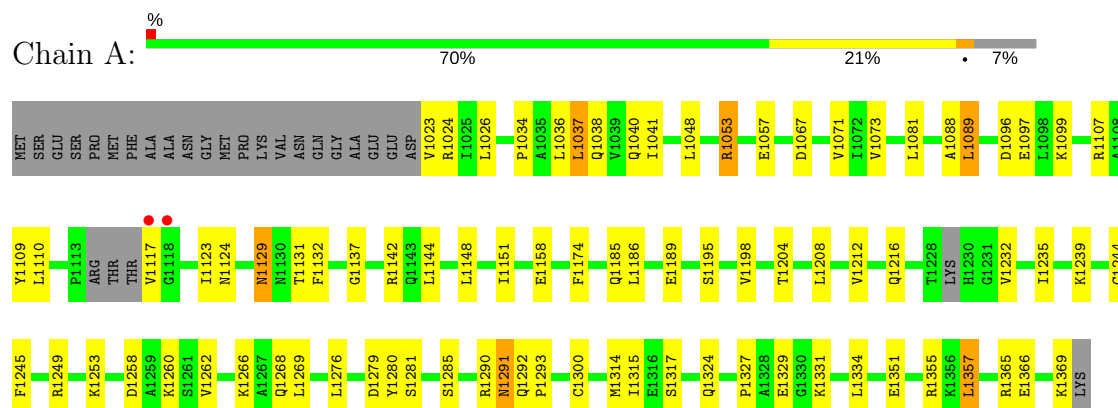 %
Chain A:
70% 21% • 7%
MET SER GLU SER PRO MET PHE ALA ALA ASN GLY MET PRO LYS VAL ASN GLN GLY ALA GLU GLU ASP V1023 R1024 I1025 L1026 P1034 A1035 L1036 L1037 Q1038 V1039 Q1040 I1041 L1048 R1053 E1057 D1067 V1071 I1072 V1073 L1081 A1088 L1089 D1096 E1097 L1098 K1099 R1107 A1108
Y1109 L1110 P1113 ARG THR THR V1117 G1118 I1123 N1124 N1129 N1130 T1131 F1132 G1137 R1142 Q1143 L1144 L1148 I1151 E1158 F1174 Q1185 L1186 E1189 S1195 V1198 T1204 L1208 V1212 Q1216 T1228 LYS H1230 G1231 V1232 I1235 K1239
F1245 R1249 K1253 D1258 A1259 K1260 S1261 V1262 K1266 A1267 Q1268 L1269 L1276 D1279 Y1280 S1281 S1285 R1290 N1291 Q1292 P1293 C1300 M1314 I1315 E1316 S1317 Q1324 P1327 A1328 E1329 G1330 K1331 L1334 E1351 R1355 K1356 L1357 R1365 E1366 K1369 LYS